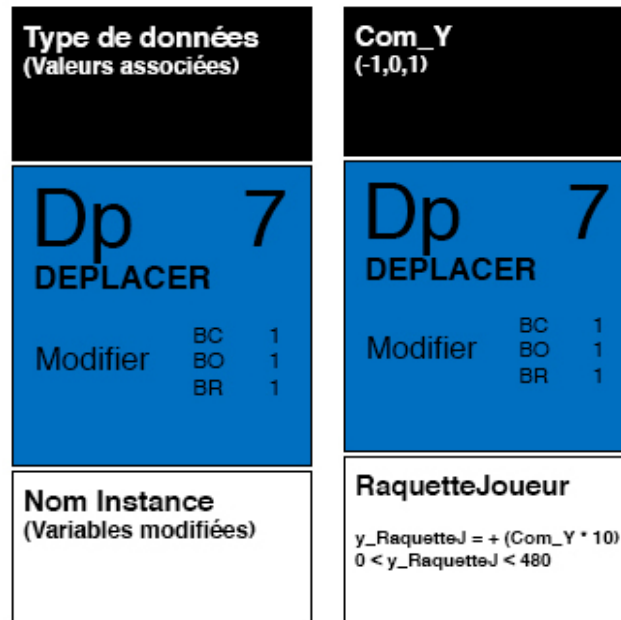 Type de données
(Valeurs associées)
Dp 7
DEPLACER
Modifier
BC 1
BO 1
BR 1
Nom Instance
(Variables modifiées)
Com_Y
(-1,0,1)
Dp 7
DEPLACER
Modifier
BC 1
BO 1
BR 1
RaquetteJoueur
y_RaquetteJ = + (Com_Y * 10)
0 < y_RaquetteJ < 480